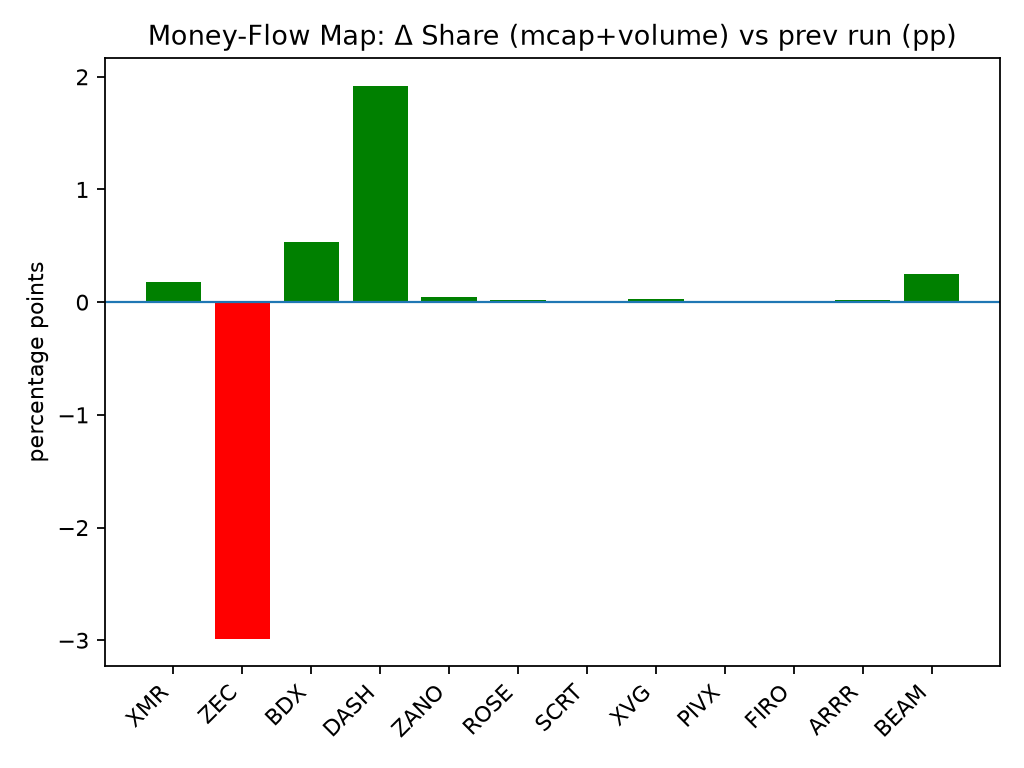 Money-Flow Map: Δ Share (mcap+volume) vs prev run (pp)
percentage points
2
1
0
−1
−2
−3
XMR
ZEC
BDX
DASH
ZANO
ROSE
SCRT
XVG
PIVX
FIRO
ARRR
BEAM